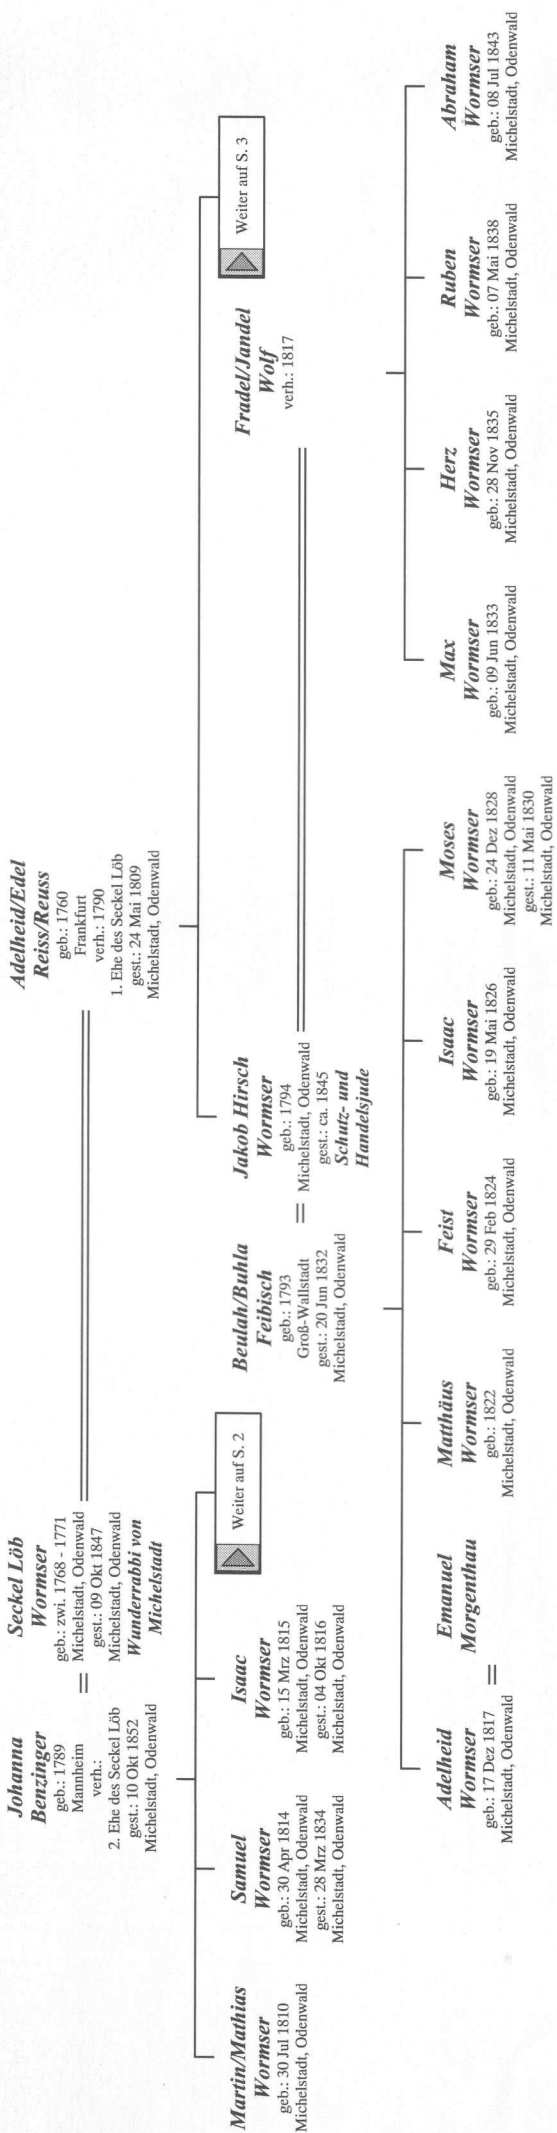 Johanna
Benzinger
geb.: 1789
Mannheim
verh.:
2. Ehe des Seckel Löb
gest.: 10 Okt 1852
Michelstadt, Odenwald
Seckel Löb
Wormser
geb.: zwi. 1768 - 1771
Michelstadt, Odenwald
gest.: 09 Okt 1847
Michelstadt, Odenwald
Wunderrabbi von
Michelstadt
Adelheid/Edel
Reiss/Reuss
geb.: 1760
Frankfurt
verh.: 1790
1. Ehe des Seckel Löb
gest.: 24 Mai 1809
Michelstadt, Odenwald
Martin/Mathias
Wormser
geb.: 30 Jul 1810
Michelstadt, Odenwald
Samuel
Wormser
geb.: 30 Apr 1814
Michelstadt, Odenwald
gest.: 28 Mrz 1834
Michelstadt, Odenwald
Isaac
Wormser
geb.: 15 Mrz 1815
Michelstadt, Odenwald
gest.: 04 Okt 1816
Michelstadt, Odenwald
Weiter auf S. 2
Beulah/Buhla
Feibisch
geb.: 1793
Groß-Wallstadt
gest.: 20 Jun 1832
Michelstadt, Odenwald
Jakob Hirsch
Wormser
geb.: 1794
Michelstadt, Odenwald
gest.: ca. 1845
Schutz- und
Handelsjude
Fradel/Jandel
Wolf
verh.: 1817
Weiter auf S. 3
Adelheid
Wormser
geb.: 17 Dez 1817
Michelstadt, Odenwald
Emanuel
Morgenthau
Matthäus
Wormser
geb.: 1822
Michelstadt, Odenwald
Feist
Wormser
geb.: 29 Feb 1824
Michelstadt, Odenwald
Isaac
Wormser
geb.: 19 Mai 1826
Michelstadt, Odenwald
Moses
Wormser
geb.: 24 Dez 1828
Michelstadt, Odenwald
gest.: 11 Mai 1830
Michelstadt, Odenwald
Max
Wormser
geb.: 09 Jun 1833
Michelstadt, Odenwald
Herz
Wormser
geb.: 28 Nov 1835
Michelstadt, Odenwald
Ruben
Wormser
geb.: 07 Mai 1838
Michelstadt, Odenwald
Abraham
Wormser
geb.: 08 Jul 1843
Michelstadt, Odenwald